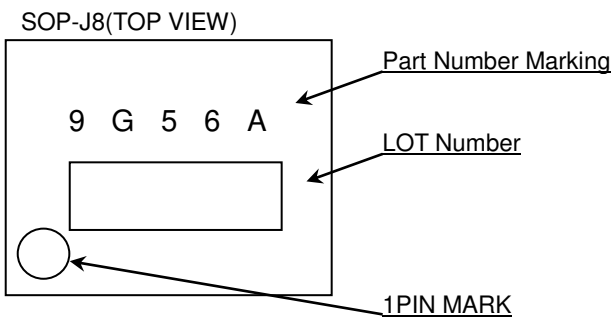 SOP-J8(TOP VIEW)
Part Number Marking
9 G 5 6 A
LOT Number
1PIN MARK